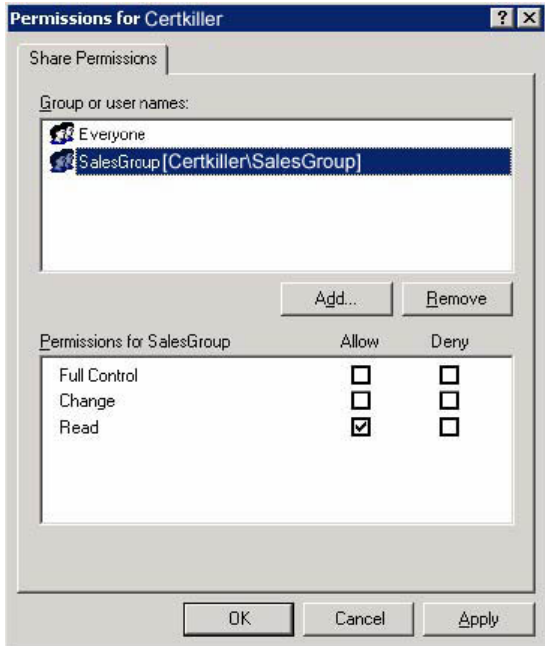 Permissions for Certkiller
Share Permissions
Group or user names:
Everyone
SalesGroup [Certkiller\SalesGroup]
Add... Remove
Permissions for SalesGroup Allow Deny
Full Control
Change
Read
OK Cancel Apply